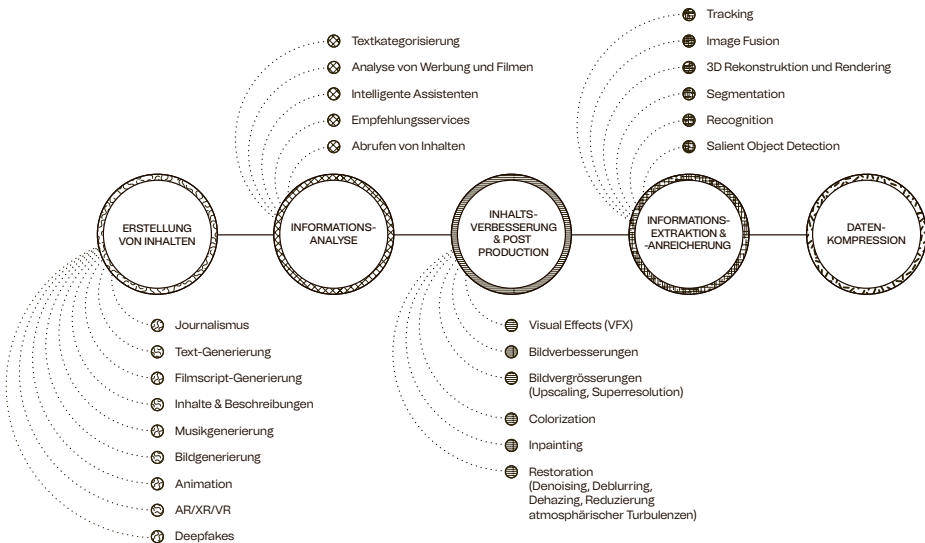 Tracking
Image Fusion
3D Rekonstruktion und Rendering
Segmentation
Recognition
Salient Object Detection
Textkategorisierung
Analyse von Werbung und Filmen
Intelligente Assistenten
Empfehlungsservices
Abrufen von Inhalten
ERSTELLUNG
VON INHALTEN
INFORMATIONS-
ANALYSE
INHALTS-
VERBESSERUNG
& POST
PRODUCTION
INFORMATIONS-
EXTRAKTION &
-ANREICHERUNG
DATEN-
KOMPRESSION
Journalismus
Text-Generierung
Filmscript-Generierung
Inhalte & Beschreibungen
Musikgenerierung
Bildgenerierung
Animation
AR/XR/VR
Deepfakes
Visual Effects (VFX)
Bildverbesserungen
Bildvergrösserungen
(Upscaling, Superresolution)
Colorization
Inpainting
Restoration
(Denoising, Deblurring,
Dehazing, Reduzierung
atmosphärischer Turbulenzen)